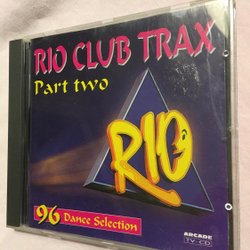 RIO CLUB TRAX
Part two
RIO
96 Dance Selection
ARCADE
TV-CD